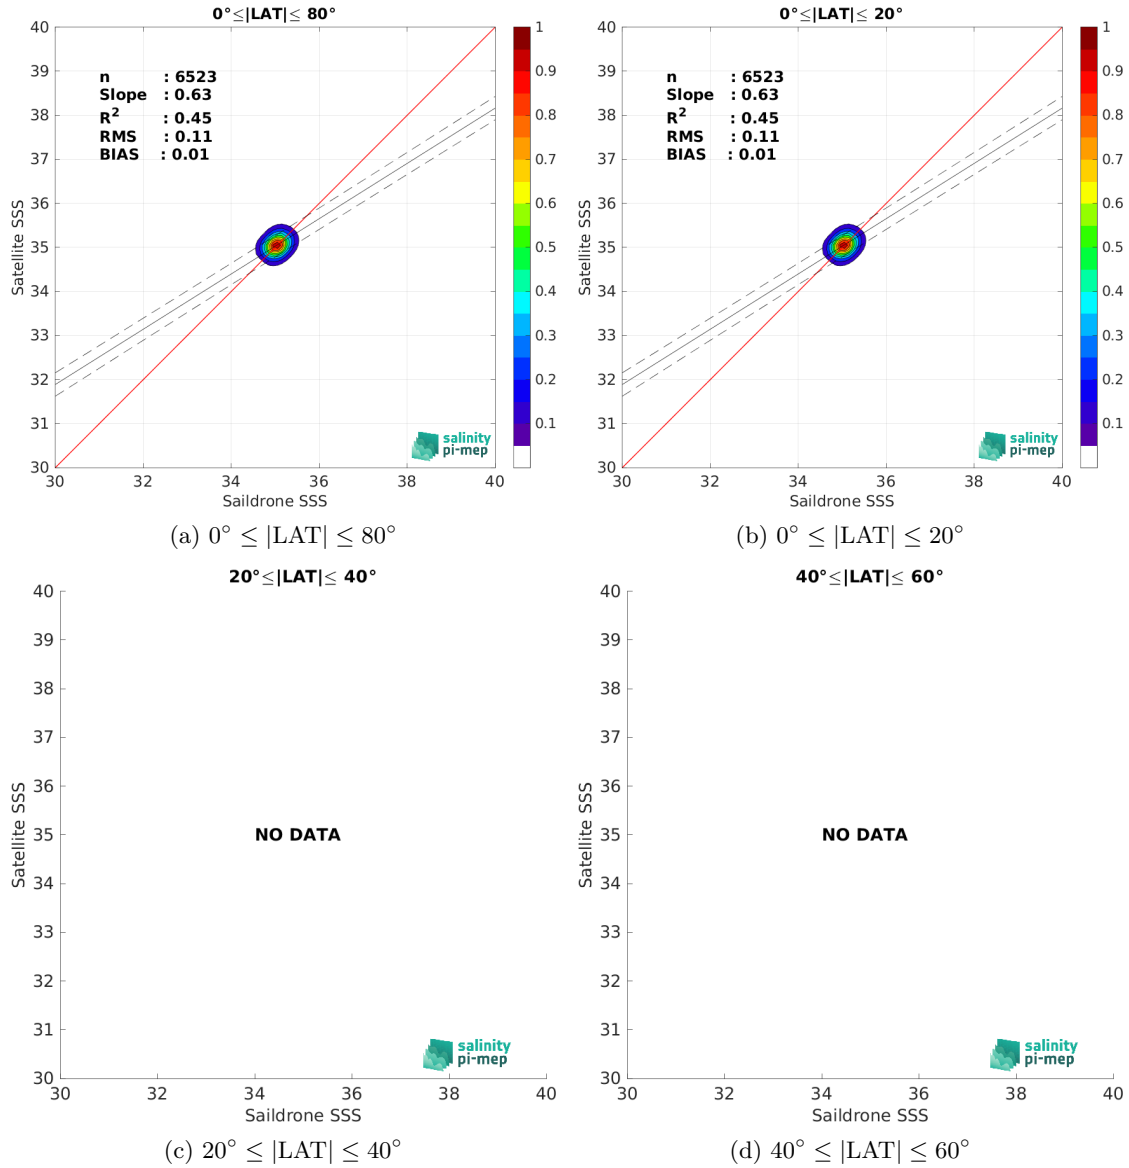 0°≤|LAT|≤ 80°
40
39
38
37
36
35
34
33
32
31
30
Satellite SSS
n : 6523
Slope : 0.63
R² : 0.45
RMS : 0.11
BIAS : 0.01
salinity
pi-mep
30 32 34 36 38 40
Saildrone SSS
1
0.9
0.8
0.7
0.6
0.5
0.4
0.3
0.2
0.1
(a) 0° ≤ |LAT| ≤ 80°
0°≤|LAT|≤ 20°
40
39
38
37
36
35
34
33
32
31
30
Satellite SSS
n : 6523
Slope : 0.63
R² : 0.45
RMS : 0.11
BIAS : 0.01
salinity
pi-mep
30 32 34 36 38 40
Saildrone SSS
1
0.9
0.8
0.7
0.6
0.5
0.4
0.3
0.2
0.1
(b) 0° ≤ |LAT| ≤ 20°
20°≤|LAT|≤ 40°
40
39
38
37
36
35
34
33
32
31
30
Satellite SSS
NO DATA
salinity
pi-mep
30 32 34 36 38 40
Saildrone SSS
(c) 20° ≤ |LAT| ≤ 40°
40°≤|LAT|≤ 60°
40
39
38
37
36
35
34
33
32
31
30
Satellite SSS
NO DATA
salinity
pi-mep
30 32 34 36 38 40
Saildrone SSS
(d) 40° ≤ |LAT| ≤ 60°